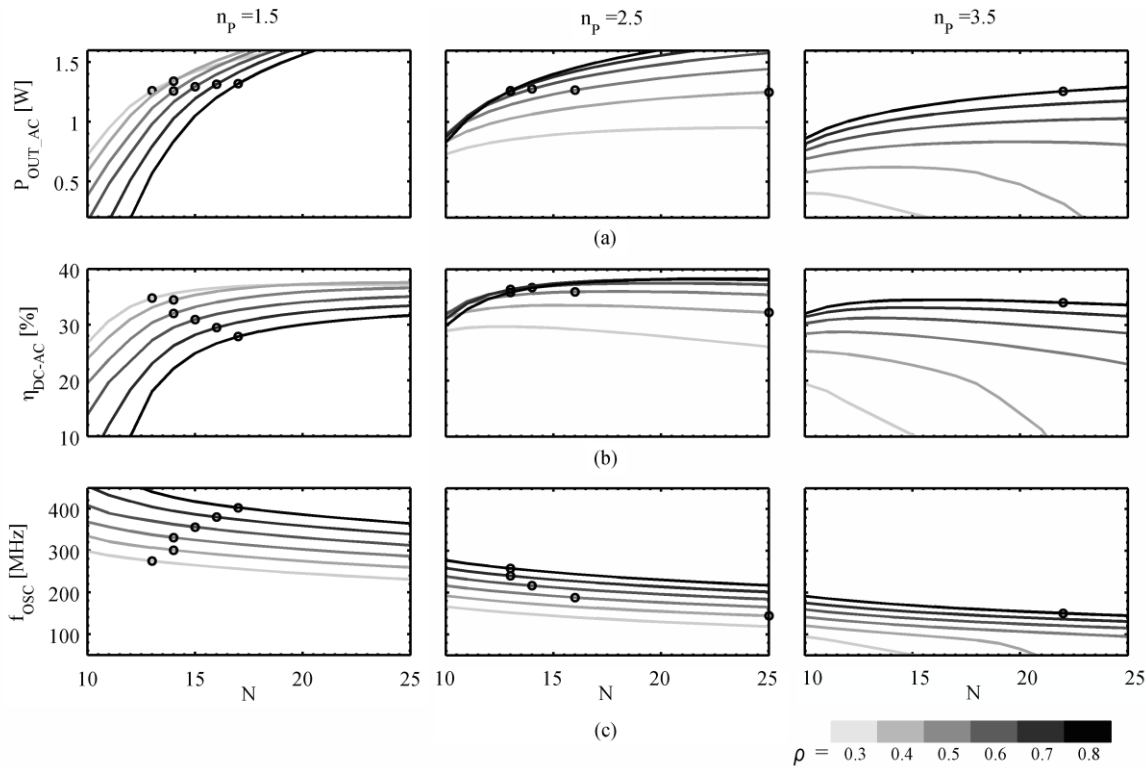 n_P =1.5 n_P =2.5 n_P =3.5
P_OUT_AC [W]
1.5
1
0.5
(a)
η_DC-AC [%]
40
30
20
10
(b)
f_OSC [MHz]
400
300
200
100
10 15 20 25 10 15 20 25 10 15 20 25
N N N
(c)
ρ = 0.3 0.4 0.5 0.6 0.7 0.8